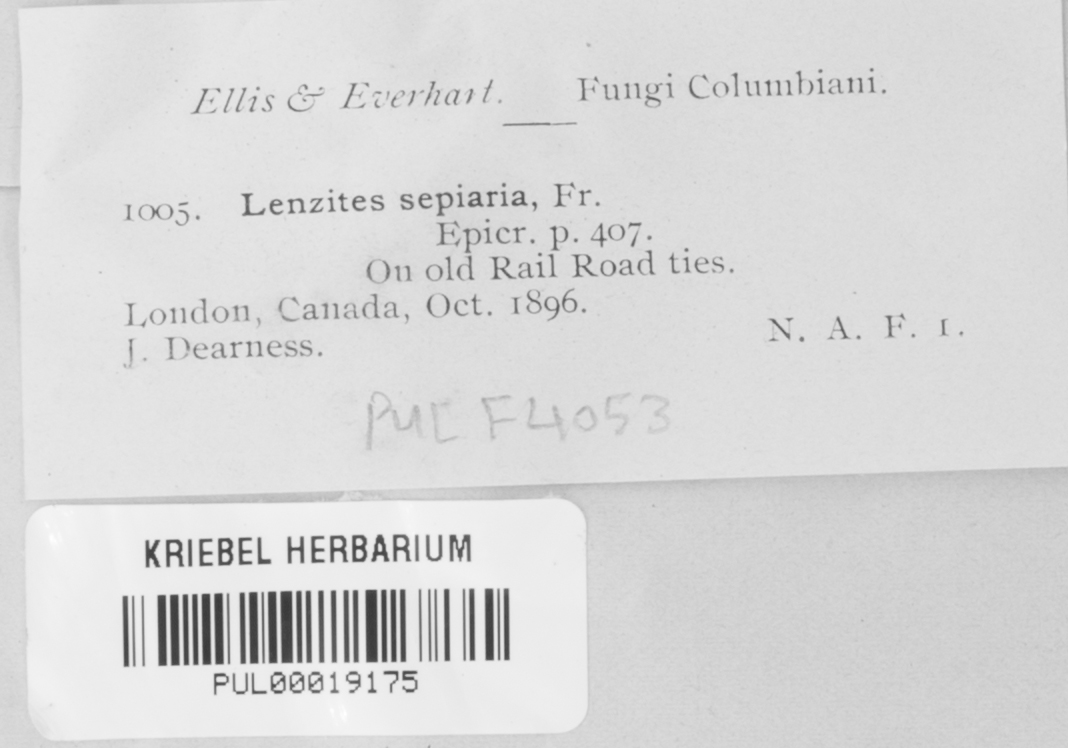 Ellis & Everhart. Fungi Columbiani.
1005. Lenzites sepiaria, Fr.
Epicr. p. 407.
On old Rail Road ties.
London, Canada, Oct. 1896.
J. Dearness. N. A. F. 1.
PUL F4053
KRIEBEL HERBARIUM
PUL00019175